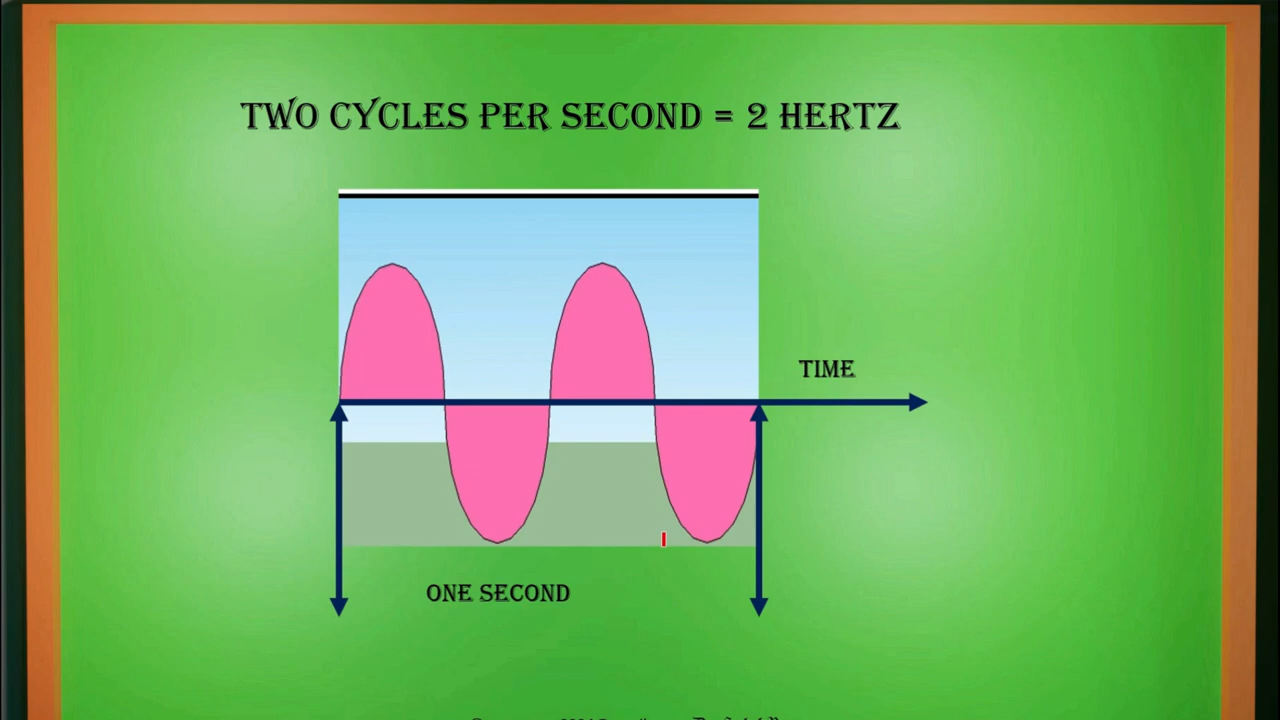 TWO CYCLES PER SECOND = 2 HERTZ
TIME
ONE SECOND